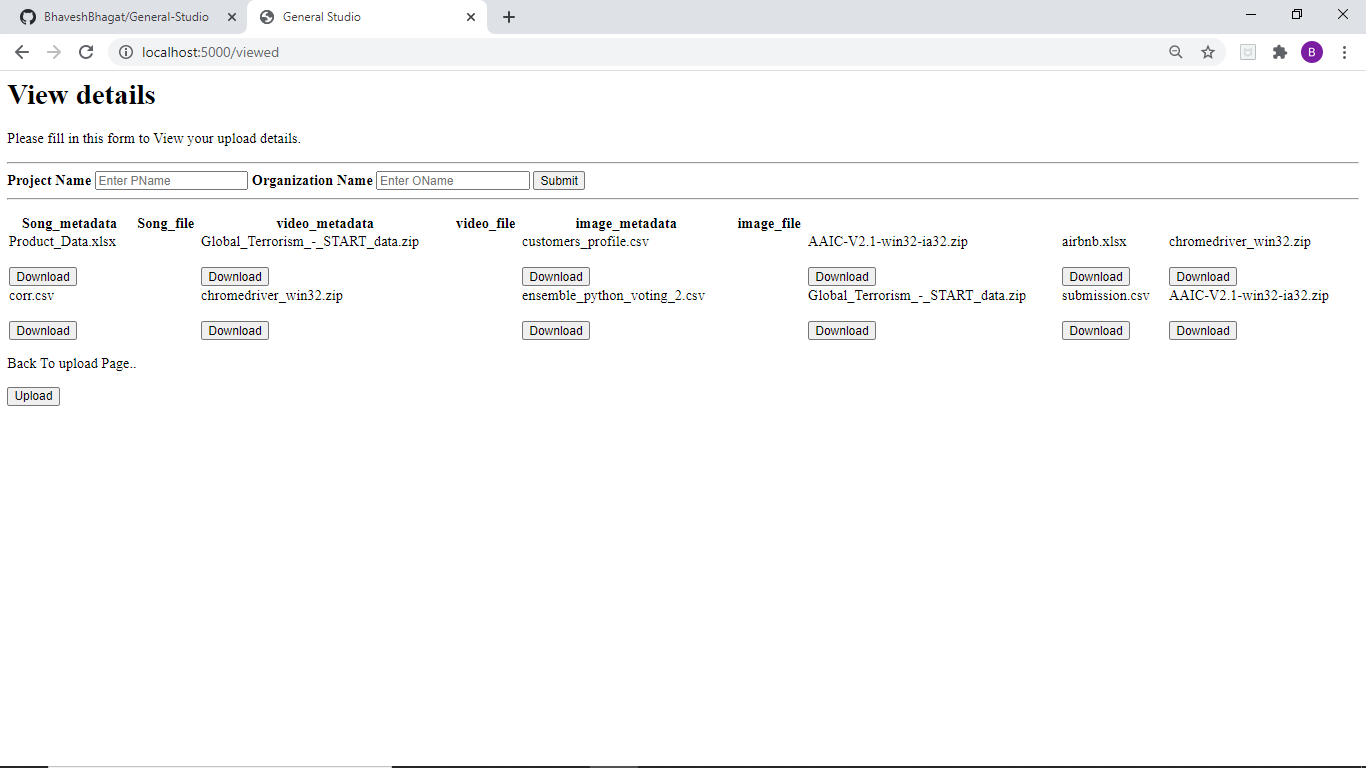 BhaveshBhagat/General-Studio
General Studio
localhost:5000/viewed
B
View details
Please fill in this form to View your upload details.
Project Name Enter PName Organization Name Enter OName Submit
Song_metadata Song_file video_metadata video_file image_metadata image_file
Product_Data.xlsx Global_Terrorism_-_START_data.zip customers_profile.csv AAIC-V2.1-win32-ia32.zip airbnb.xlsx chromedriver_win32.zip
Download Download Download Download Download Download
corr.csv chromedriver_win32.zip ensemble_python_voting_2.csv Global_Terrorism_-_START_data.zip submission.csv AAIC-V2.1-win32-ia32.zip
Download Download Download Download Download Download
Back To upload Page..
Upload